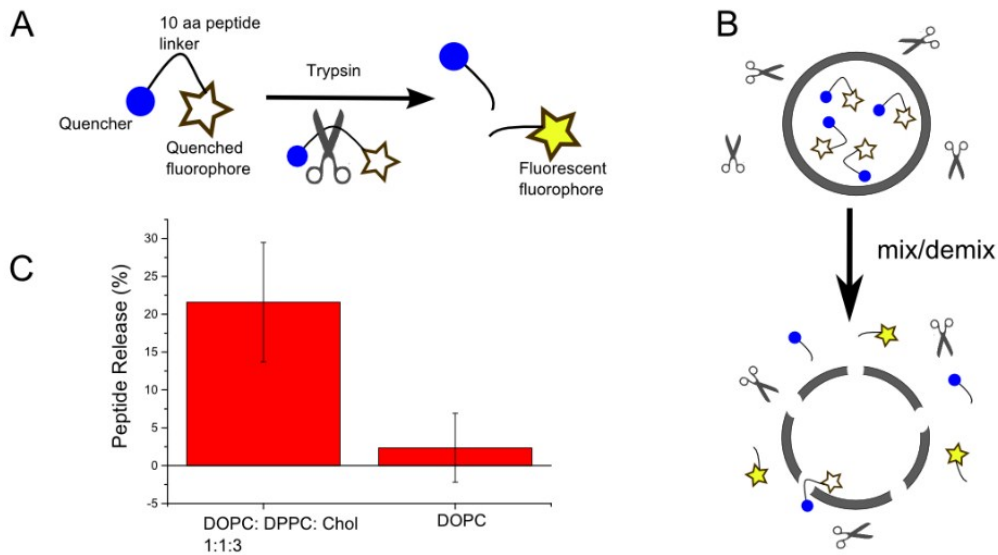 A
10 aa peptide
linker
Trypsin
Quencher
Quenched
fluorophore
Fluorescent
fluorophore
B
mix/demix
C
Peptide Release (%)
30
25
20
15
10
5
0
-5
DOPC: DPPC: Chol
1:1:3
DOPC